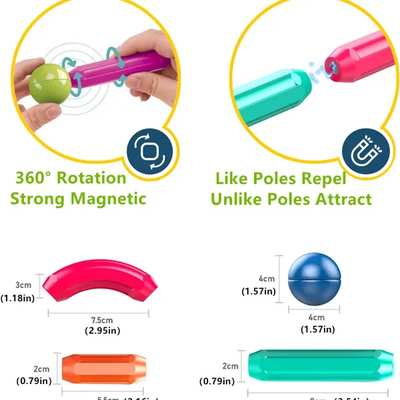 360° Rotation
Strong Magnetic
Like Poles Repel
Unlike Poles Attract
3cm
(1.18in)
7.5cm
(2.95in)
4cm
(1.57in)
4cm
(1.57in)
2cm
(0.79in)
2cm
(0.79in)